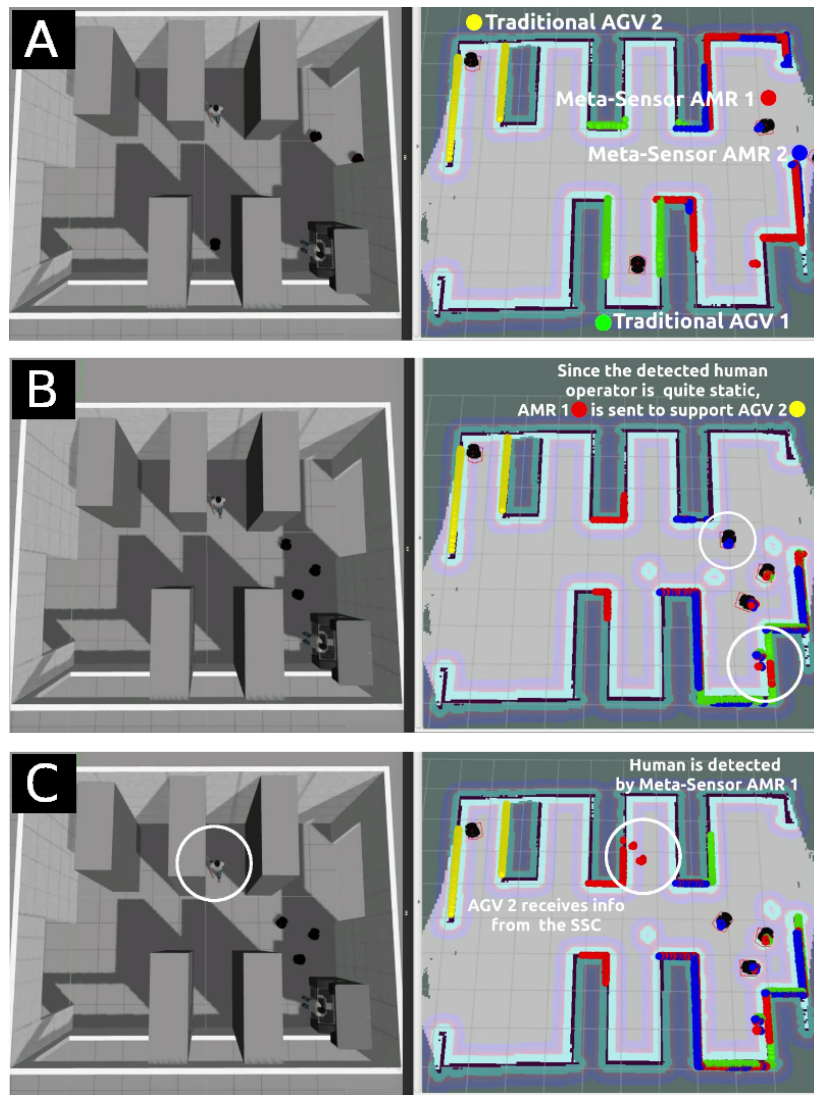 A
Traditional AGV 2
Meta-Sensor AMR 1
Meta-Sensor AMR 2
Traditional AGV 1
B
Since the detected human
operator is quite static,
AMR 1 is sent to support AGV 2
C
Human is detected
by Meta-Sensor AMR 1
AGV 2 receives info
from the SSC